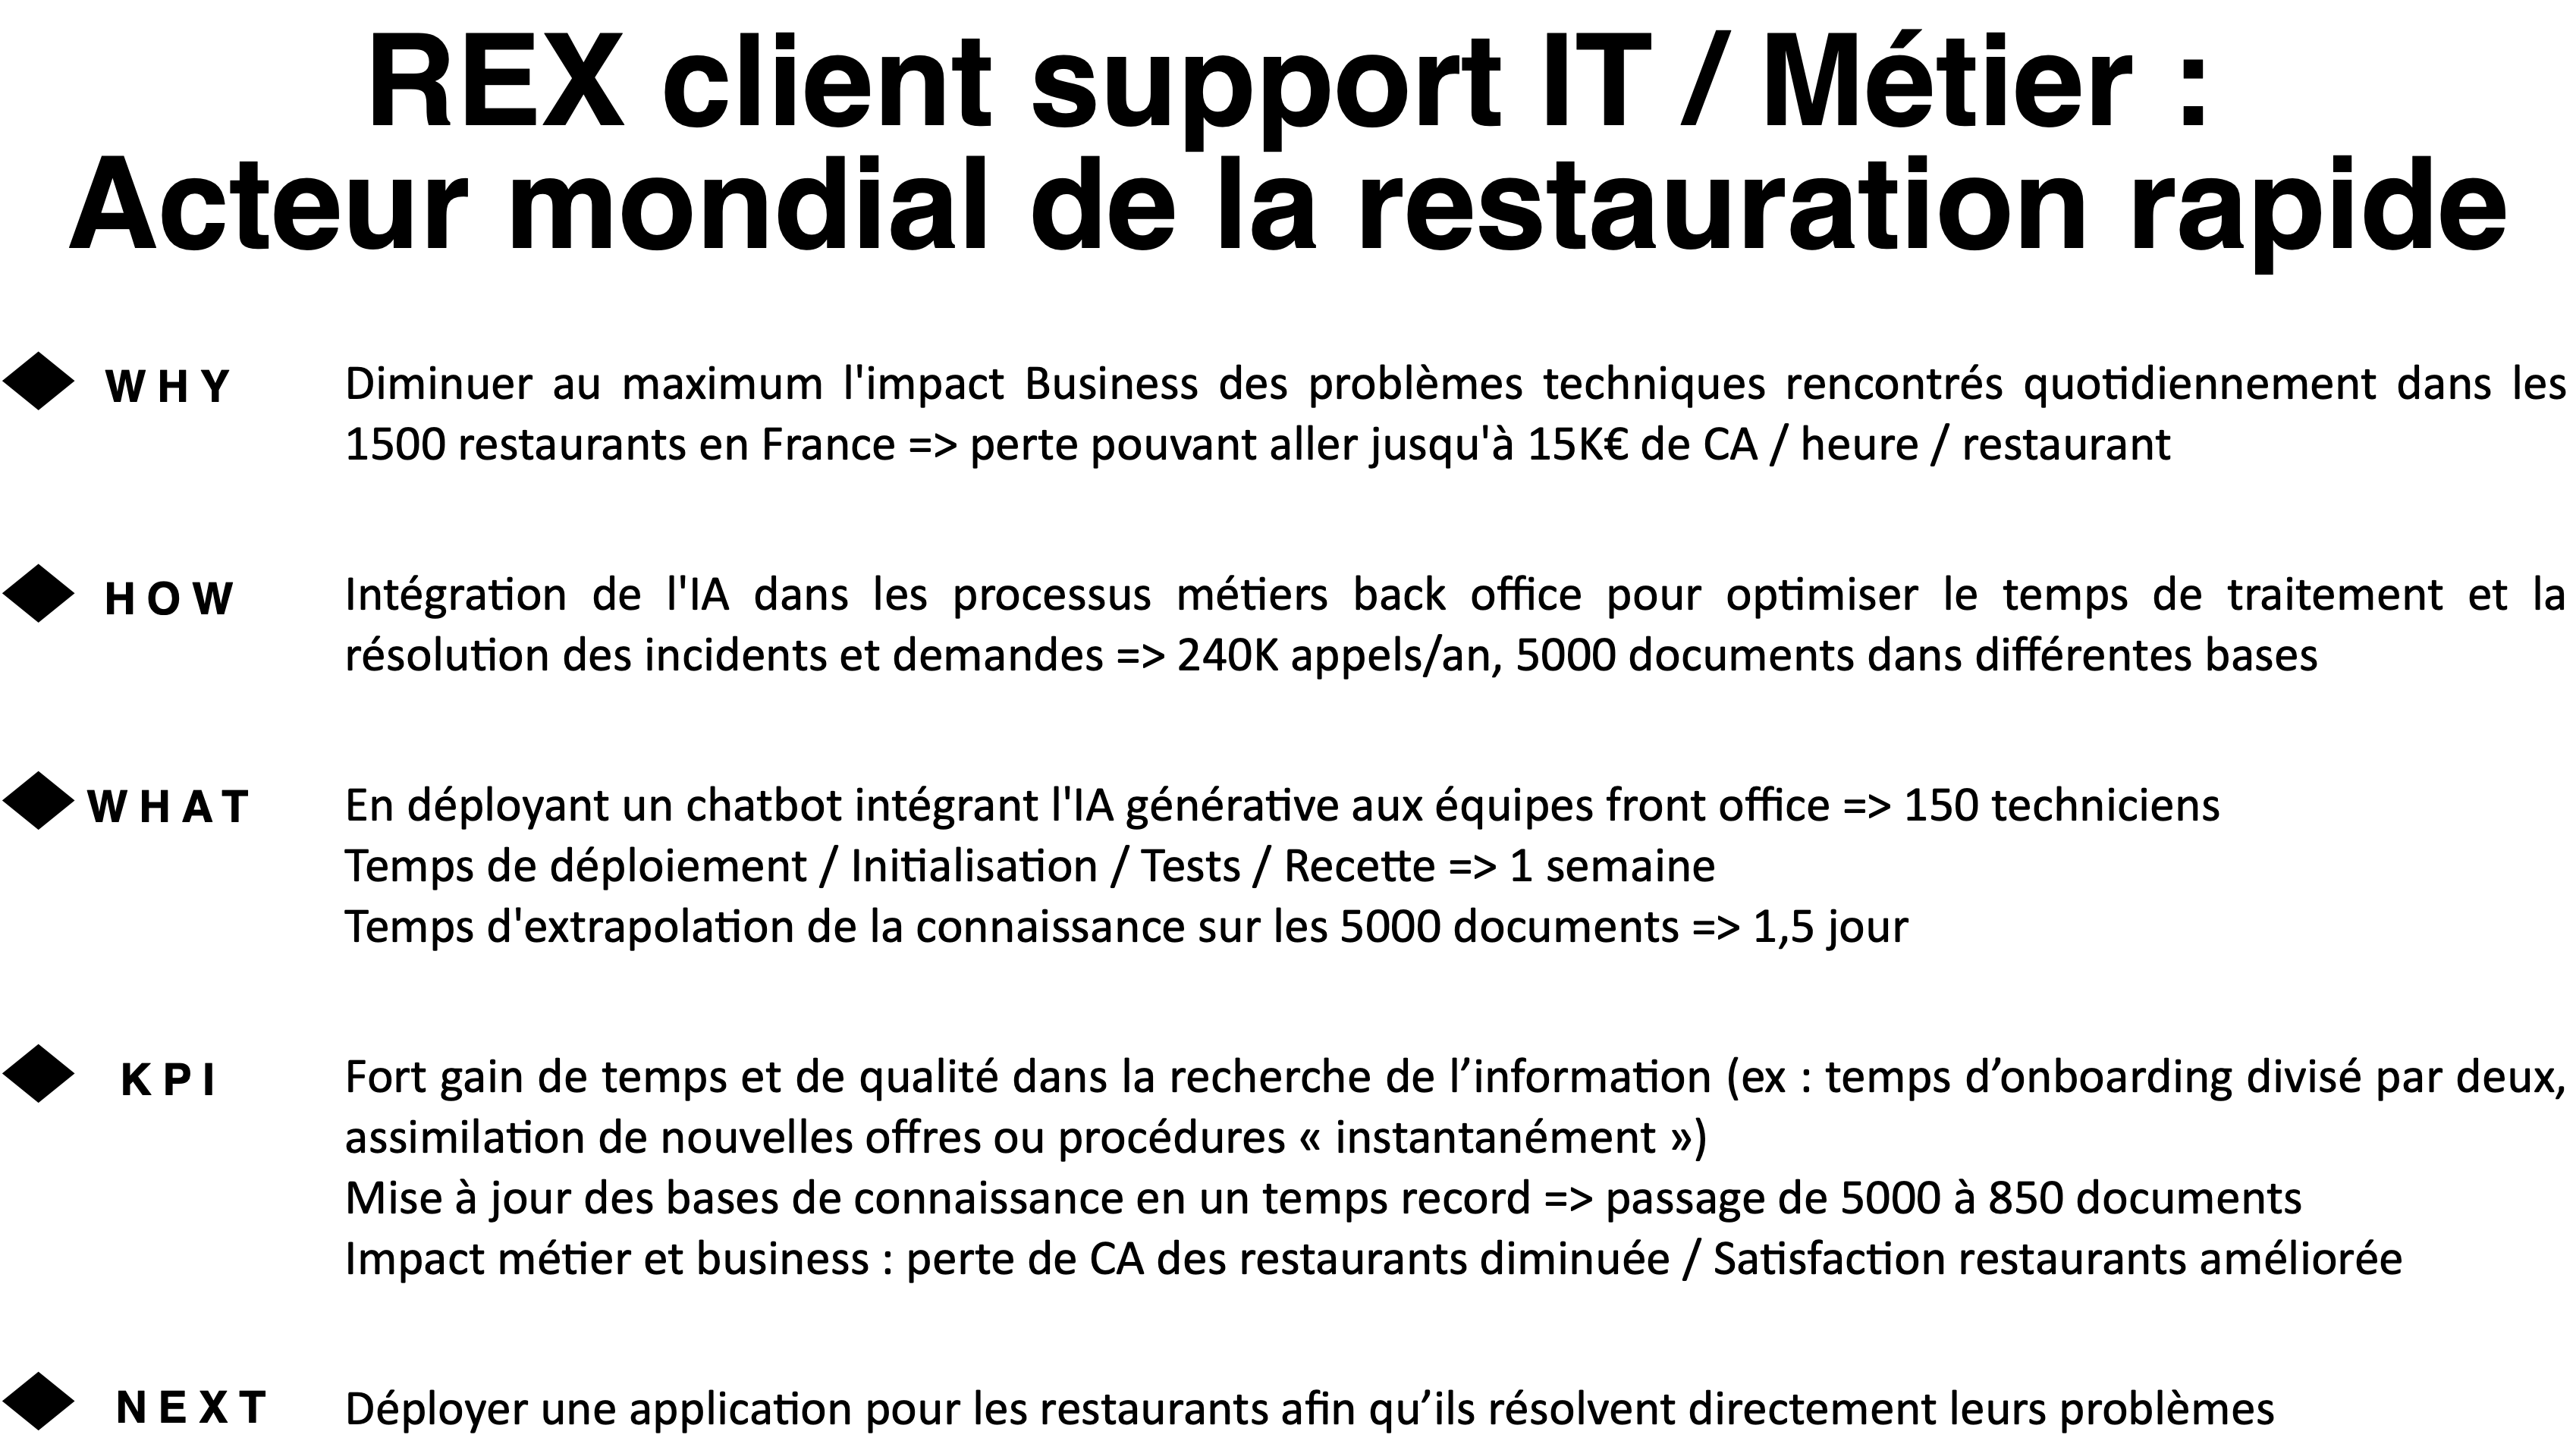 REX client support IT / Métier :
Acteur mondial de la restauration rapide
WHY
Diminuer au maximum l'impact Business des problèmes techniques rencontrés quotidiennement dans les
1500 restaurants en France => perte pouvant aller jusqu'à 15K€ de CA / heure / restaurant
HOW
Intégration de l'IA dans les processus métiers back office pour optimiser le temps de traitement et la
résolution des incidents et demandes => 240K appels/an, 5000 documents dans différentes bases
WHAT
En déployant un chatbot intégrant l'IA générative aux équipes front office => 150 techniciens
Temps de déploiement / Initialisation / Tests / Recette => 1 semaine
Temps d'extrapolation de la connaissance sur les 5000 documents => 1,5 jour
KPI
Fort gain de temps et de qualité dans la recherche de l’information (ex : temps d’onboarding divisé par deux,
assimilation de nouvelles offres ou procédures « instantanément »)
Mise à jour des bases de connaissance en un temps record => passage de 5000 à 850 documents
Impact métier et business : perte de CA des restaurants diminuée / Satisfaction restaurants améliorée
NEXT
Déployer une application pour les restaurants afin qu’ils résolvent directement leurs problèmes